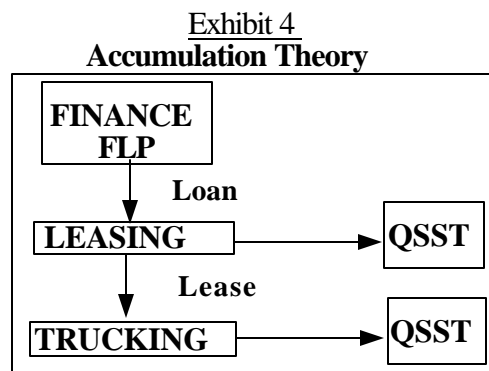 Exhibit 4
Accumulation Theory
FINANCE
FLP
Loan
LEASING
QSST
Lease
TRUCKING
QSST